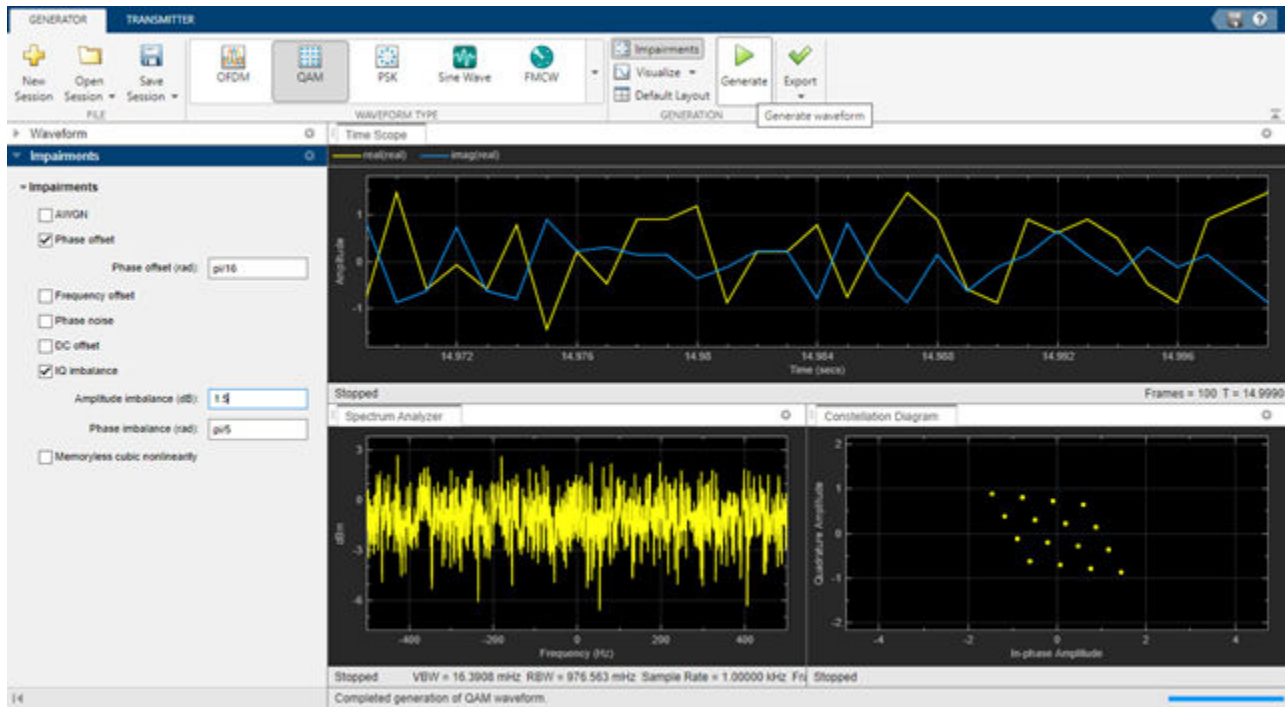 GENERATOR TRANSMITTER
New Session
Open Session
Save Session
OFDM QAM PSK Sine Wave FMCW
Impairments
Visualize
Default Layout
Generate
Export
FILE WAVEFORM TYPE GENERATION
Generate waveform
Waveform
Impairments
Impairments
AWGN
Phase offset
Phase offset (rad): pi/16
Frequency offset
Phase noise
DC offset
IQ imbalance
Amplitude imbalance (dB): 1.5
Phase imbalance (rad): pi/5
Memoryless cubic nonlinearity
Time Scope
real(real) imag(real)
Amplitude
1
0
-1
14.972 14.976 14.98 14.984 14.988 14.992 14.996
Time (secs)
Stopped Frames = 100 T = 14.9990
Spectrum Analyzer
dBm
3
0
-3
-6
-400 -200 0 200 400
Frequency (Hz)
Stopped VBW = 16.3908 mHz RBW = 976.563 mHz Sample Rate = 1.00000 kHz Fra
Constellation Diagram
Quadrature Amplitude
2
1
0
-1
-2
-4 -2 0 2 4
In-phase Amplitude
Stopped
Completed generation of QAM waveform.